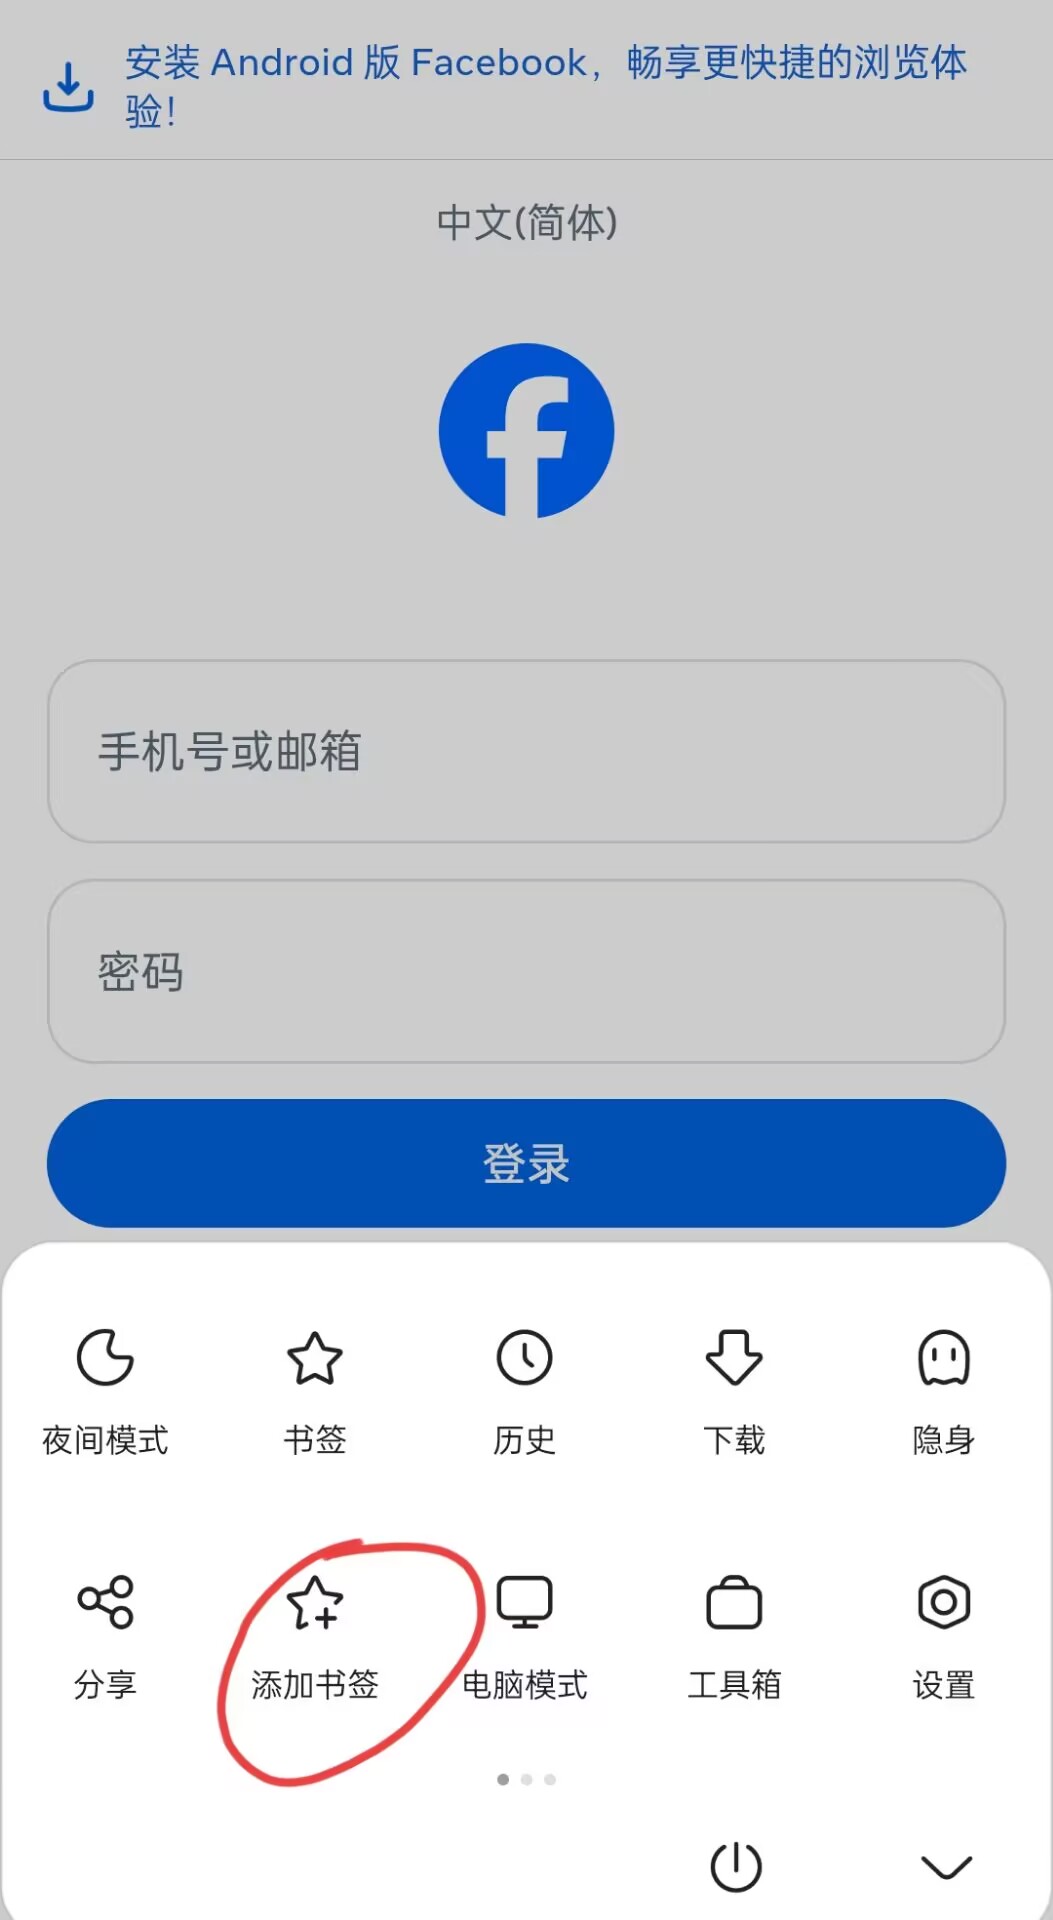 安装 Android 版 Facebook，畅享更快捷的浏览体
验！
中文(简体)
手机号或邮箱
密码
登录
夜间模式 书签 历史 下载 隐身
分享 添加书签 电脑模式 工具箱 设置